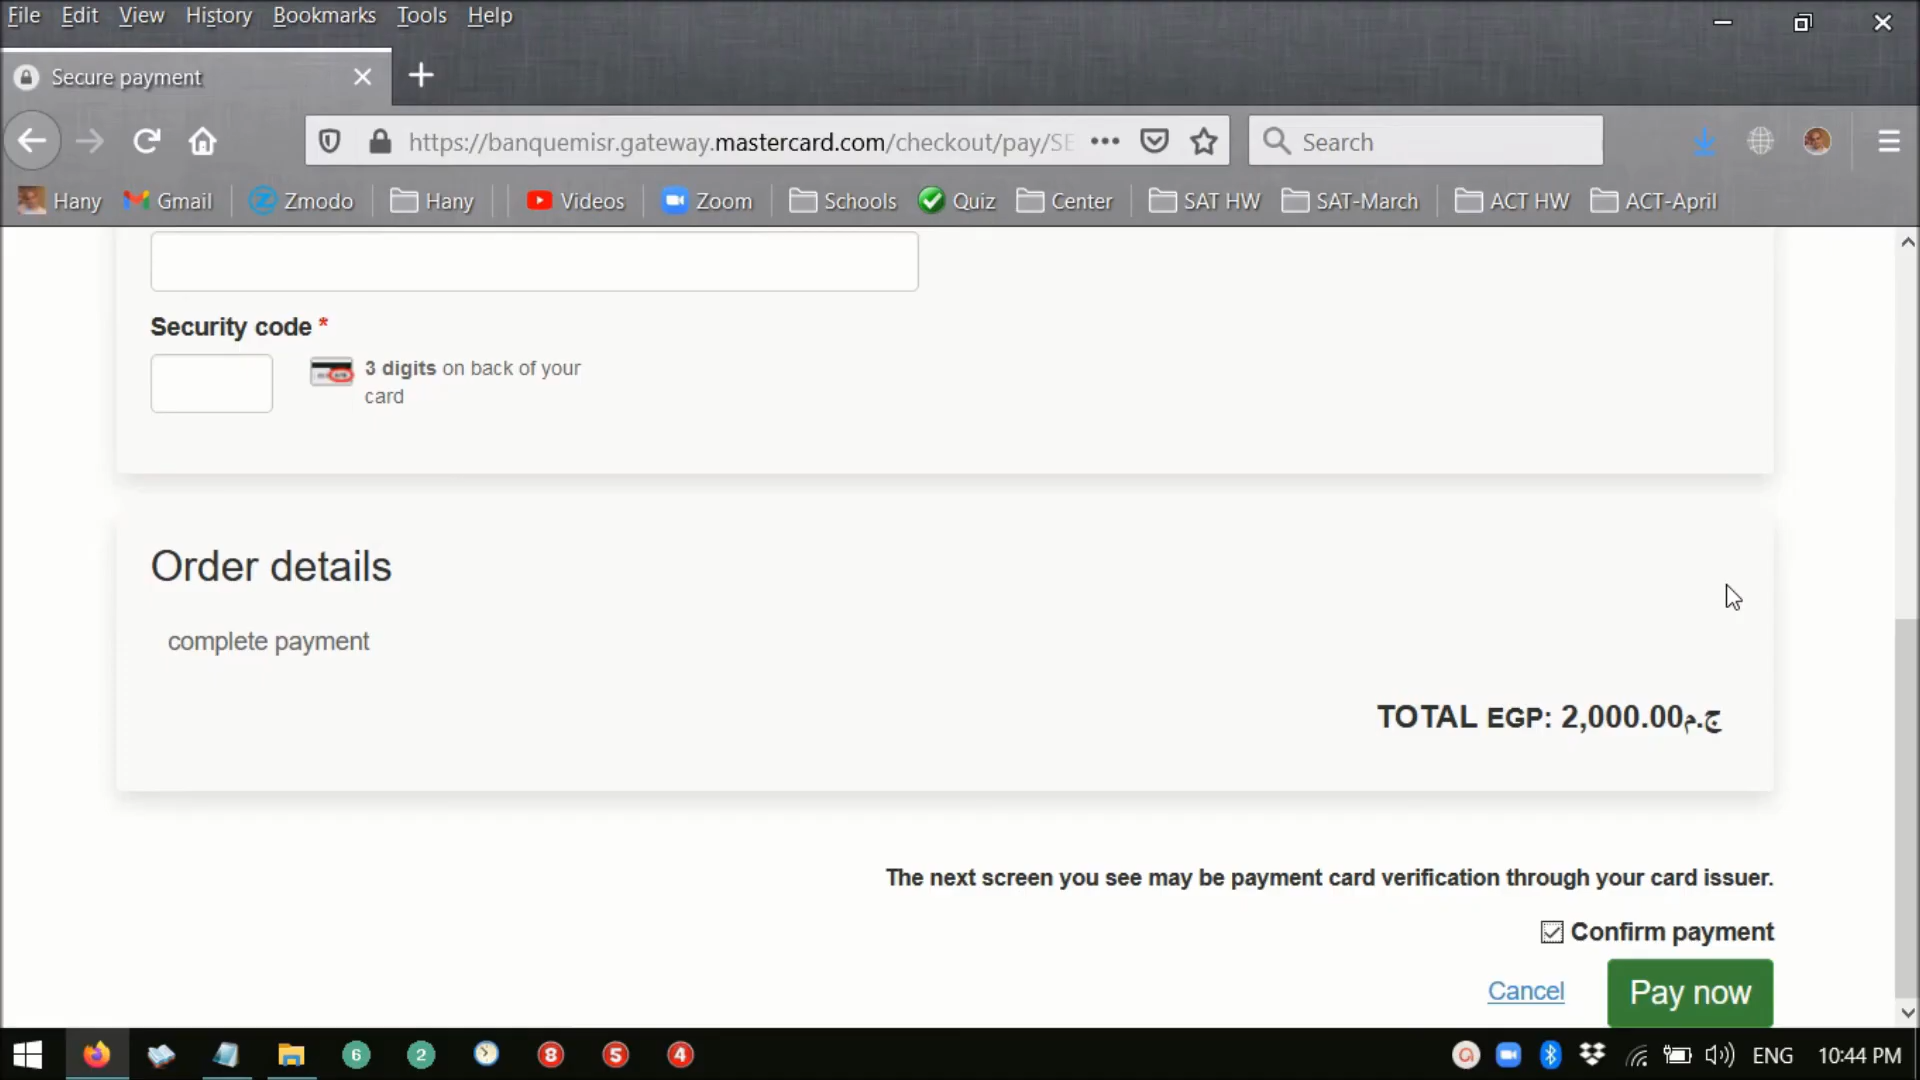 File Edit View History Bookmarks Tools Help
Secure payment
https://banquemisr.gateway.mastercard.com/checkout/pay/SE
Search
Hany Gmail Zmodo Hany Videos Zoom Schools Quiz Center SAT HW SAT-March ACT HW ACT-April
Security code *
3 digits on back of your
card
Order details
complete payment
TOTAL EGP: 2,000.00ج.م
The next screen you see may be payment card verification through your card issuer.
Confirm payment
Cancel Pay now
6 2 8 5 4 ENG 10:44 PM